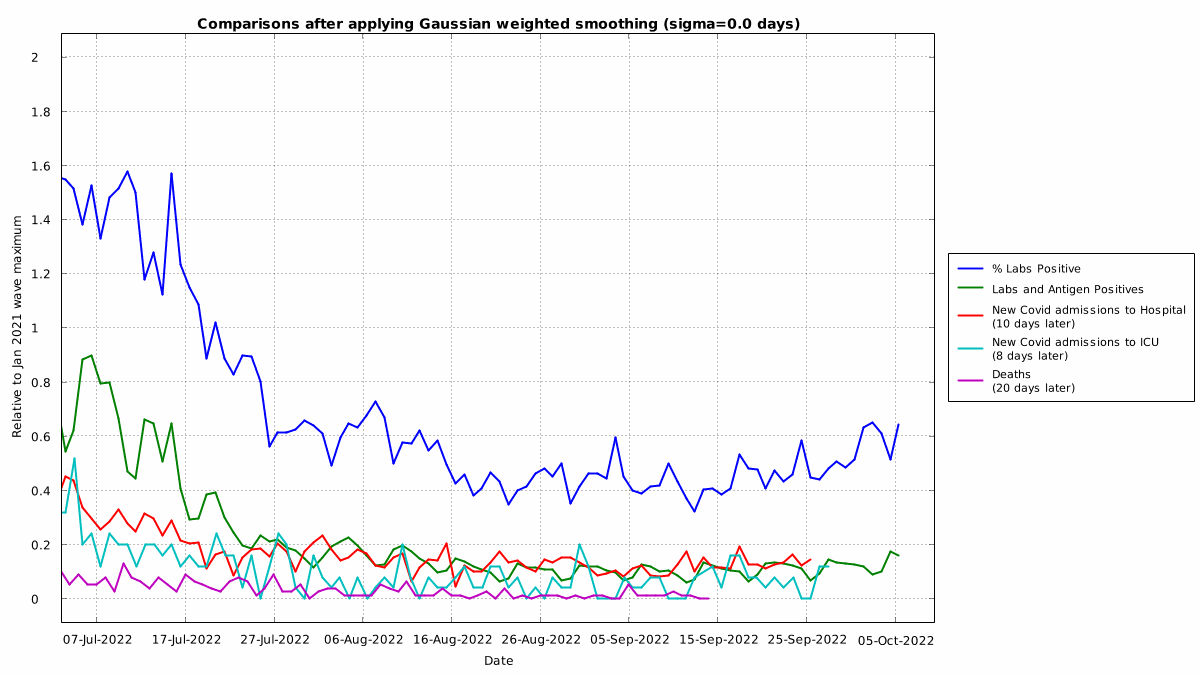 Comparisons after applying Gaussian weighted smoothing (sigma=0.0 days)
Relative to Jan 2021 wave maximum
2
1.8
1.6
1.4
1.2
1
0.8
0.6
0.4
0.2
0
07-Jul-2022 17-Jul-2022 27-Jul-2022 06-Aug-2022 16-Aug-2022 26-Aug-2022 05-Sep-2022 15-Sep-2022 25-Sep-2022 05-Oct-2022
Date
% Labs Positive
Labs and Antigen Positives
New Covid admissions to Hospital
(10 days later)
New Covid admissions to ICU
(8 days later)
Deaths
(20 days later)